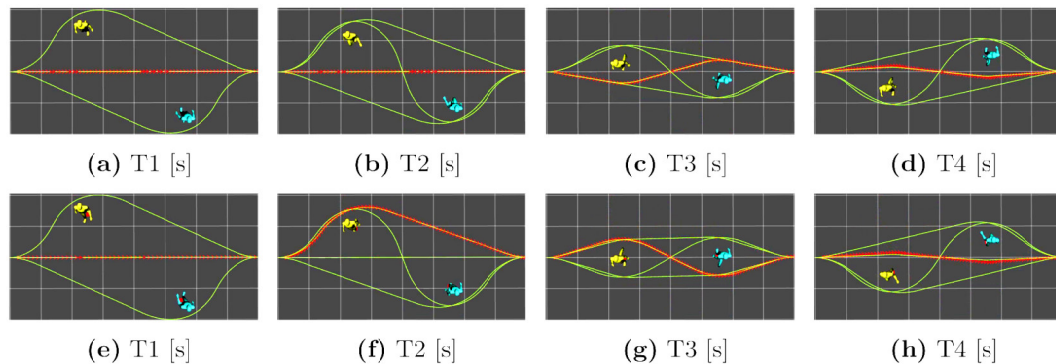 (a) T1 [s]
(b) T2 [s]
(c) T3 [s]
(d) T4 [s]
(e) T1 [s]
(f) T2 [s]
(g) T3 [s]
(h) T4 [s]